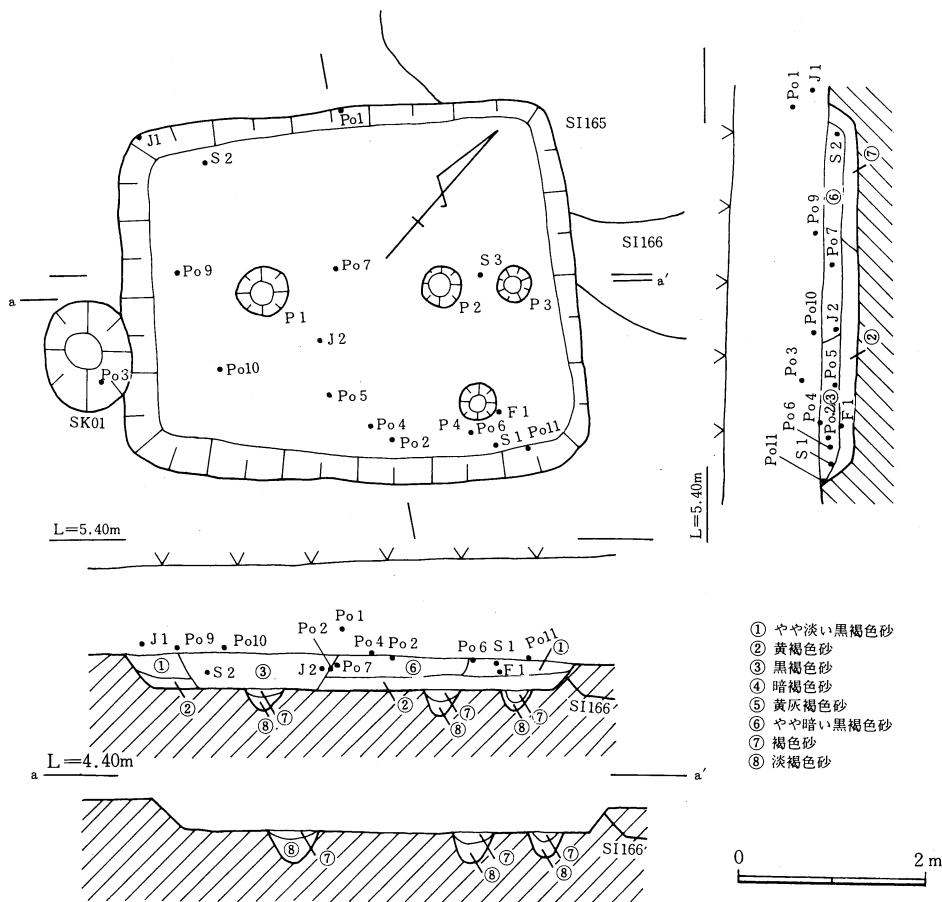 SI165
Po1
J1
S2
SI166
Po9
Po7
S3
a
a′
P1
P2
P3
J2
Po10
Po3
Po5
SK01
F1
Po4
P4
Po6
Po2
S1
Po11
L=5.40m
Po1
J1
S2
⑦
⑥
Po9
Po7
Po10
J2
②
Po3
Po5
Po4
Po2
③
Po6
F1
S1
Po11
L=5.40m
Po1
J1
Po9
Po10
Po2
Po4
Po2
Po6
S1
Po11
①
①
S2
③
J2
Po7
⑥
F1
②
②
SI166
⑧
⑦
⑧
⑦
⑧
⑦
a
L=4.40m
a′
⑧
⑦
⑧
⑦
⑧
⑦
SI166
① やや淡い黒褐色砂
② 黄褐色砂
③ 黒褐色砂
④ 暗褐色砂
⑤ 黄灰褐色砂
⑥ やや暗い黒褐色砂
⑦ 褐色砂
⑧ 淡褐色砂
0
2m